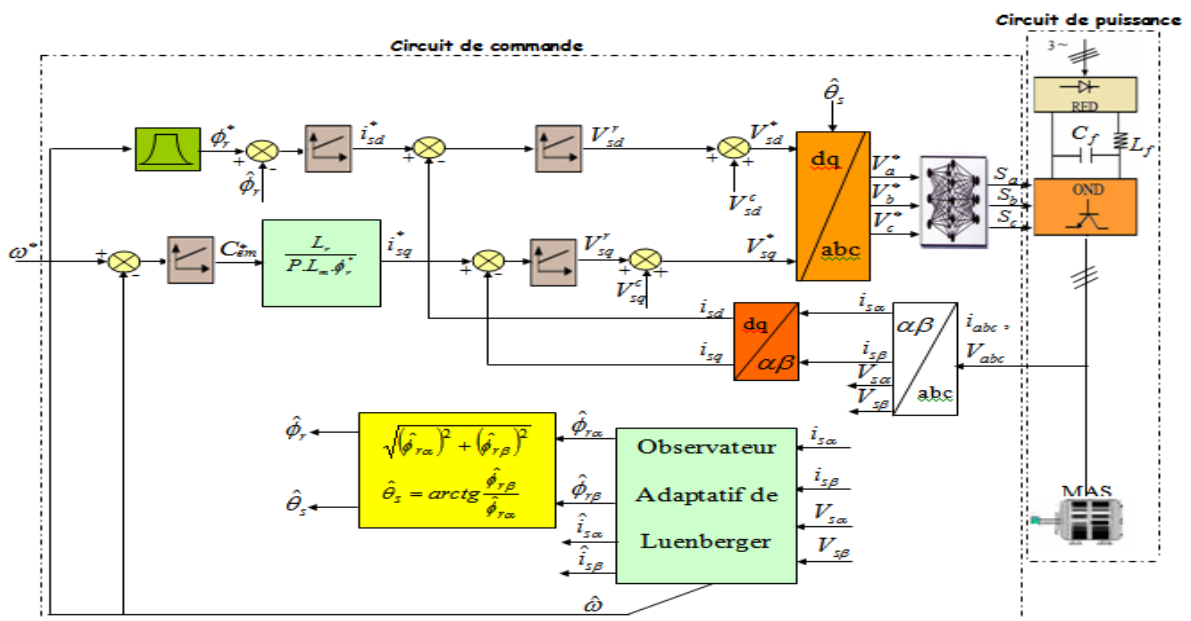 Circuit de puissance
Circuit de commande
3~
RED
C_f
L_f
OND
MAS
θ̂_s
ϕ_r^*
+
-
ϕ̂_r
i_sd^*
+
-
V_sd^r
+
+
V_sd^c
V_sd^*
dq
abc
V_a^*
V_b^*
V_c^*
S_a
S_b
S_c
ω^*
+
-
C_em^*
L_r
P.L_m.ϕ_r^*
i_sq^*
+
-
V_sq^r
+
+
V_sq^c
V_sq^*
i_sd
i_sq
dq
αβ
i_sα
i_sβ
V_sα
V_sβ
αβ
abc
i_abc,
V_abc
ϕ̂_r
θ̂_s
√(ϕ̂_rα)² + (ϕ̂_rβ)²
θ̂_s = arctg ϕ̂_rβ / ϕ̂_rα
ϕ̂_rα
ϕ̂_rβ
î_sα
î_sβ
Observateur
Adaptatif de
Luenberger
i_sα
i_sβ
V_sα
V_sβ
ω̂